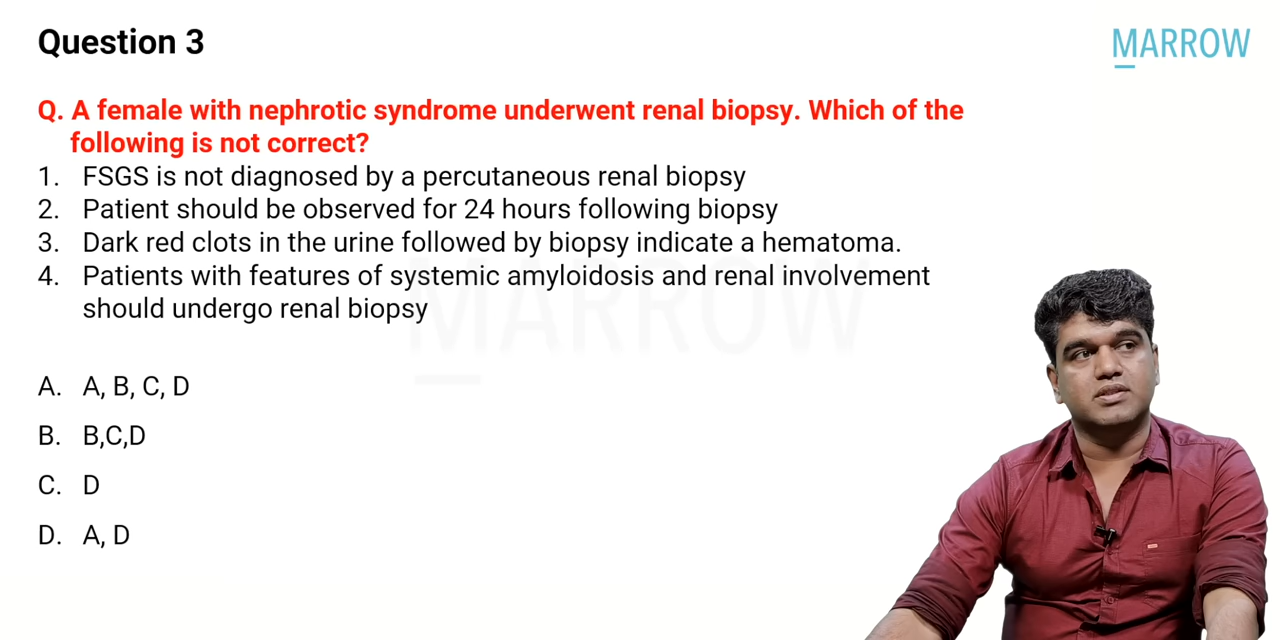 Question 3
MARROW
Q. A female with nephrotic syndrome underwent renal biopsy. Which of the
following is not correct?
1. FSGS is not diagnosed by a percutaneous renal biopsy
2. Patient should be observed for 24 hours following biopsy
3. Dark red clots in the urine followed by biopsy indicate a hematoma.
4. Patients with features of systemic amyloidosis and renal involvement
should undergo renal biopsy
MARROW
A. A, B, C, D
B. B,C,D
C. D
D. A, D